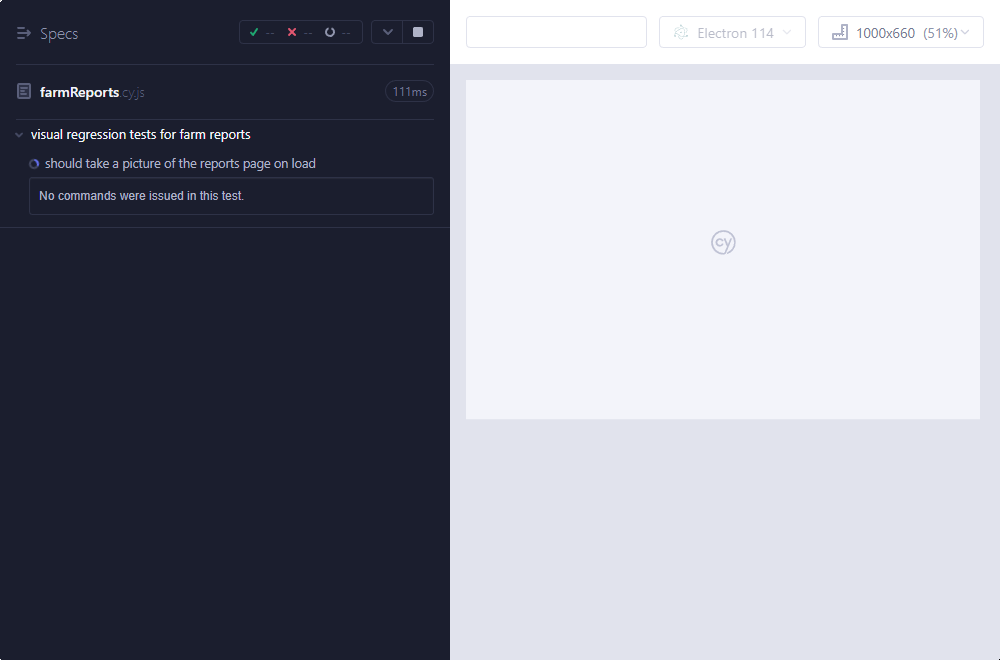 Specs
-- -- --
farmReports.cy.js
111ms
visual regression tests for farm reports
should take a picture of the reports page on load
No commands were issued in this test.
Electron 114
1000x660 (51%)
cy